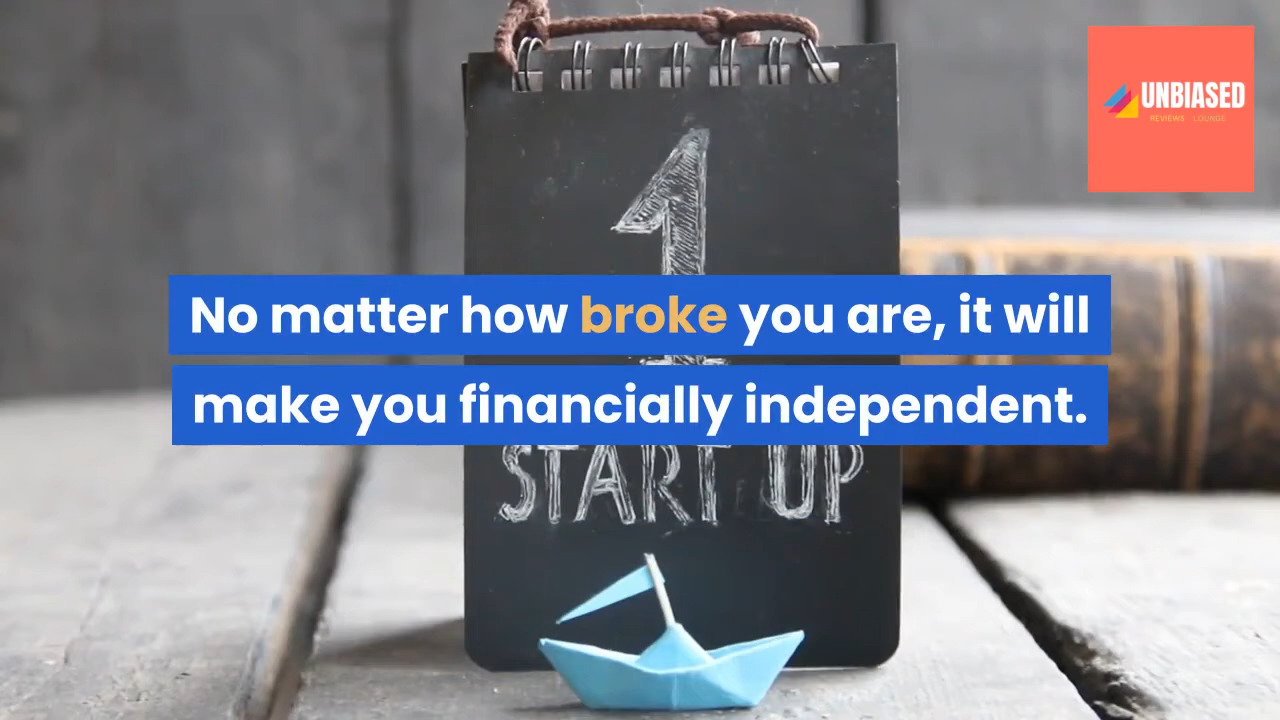 UNBIASED
REVIEWS LOUNGE
1
No matter how broke you are, it will
make you financially independent.
START UP